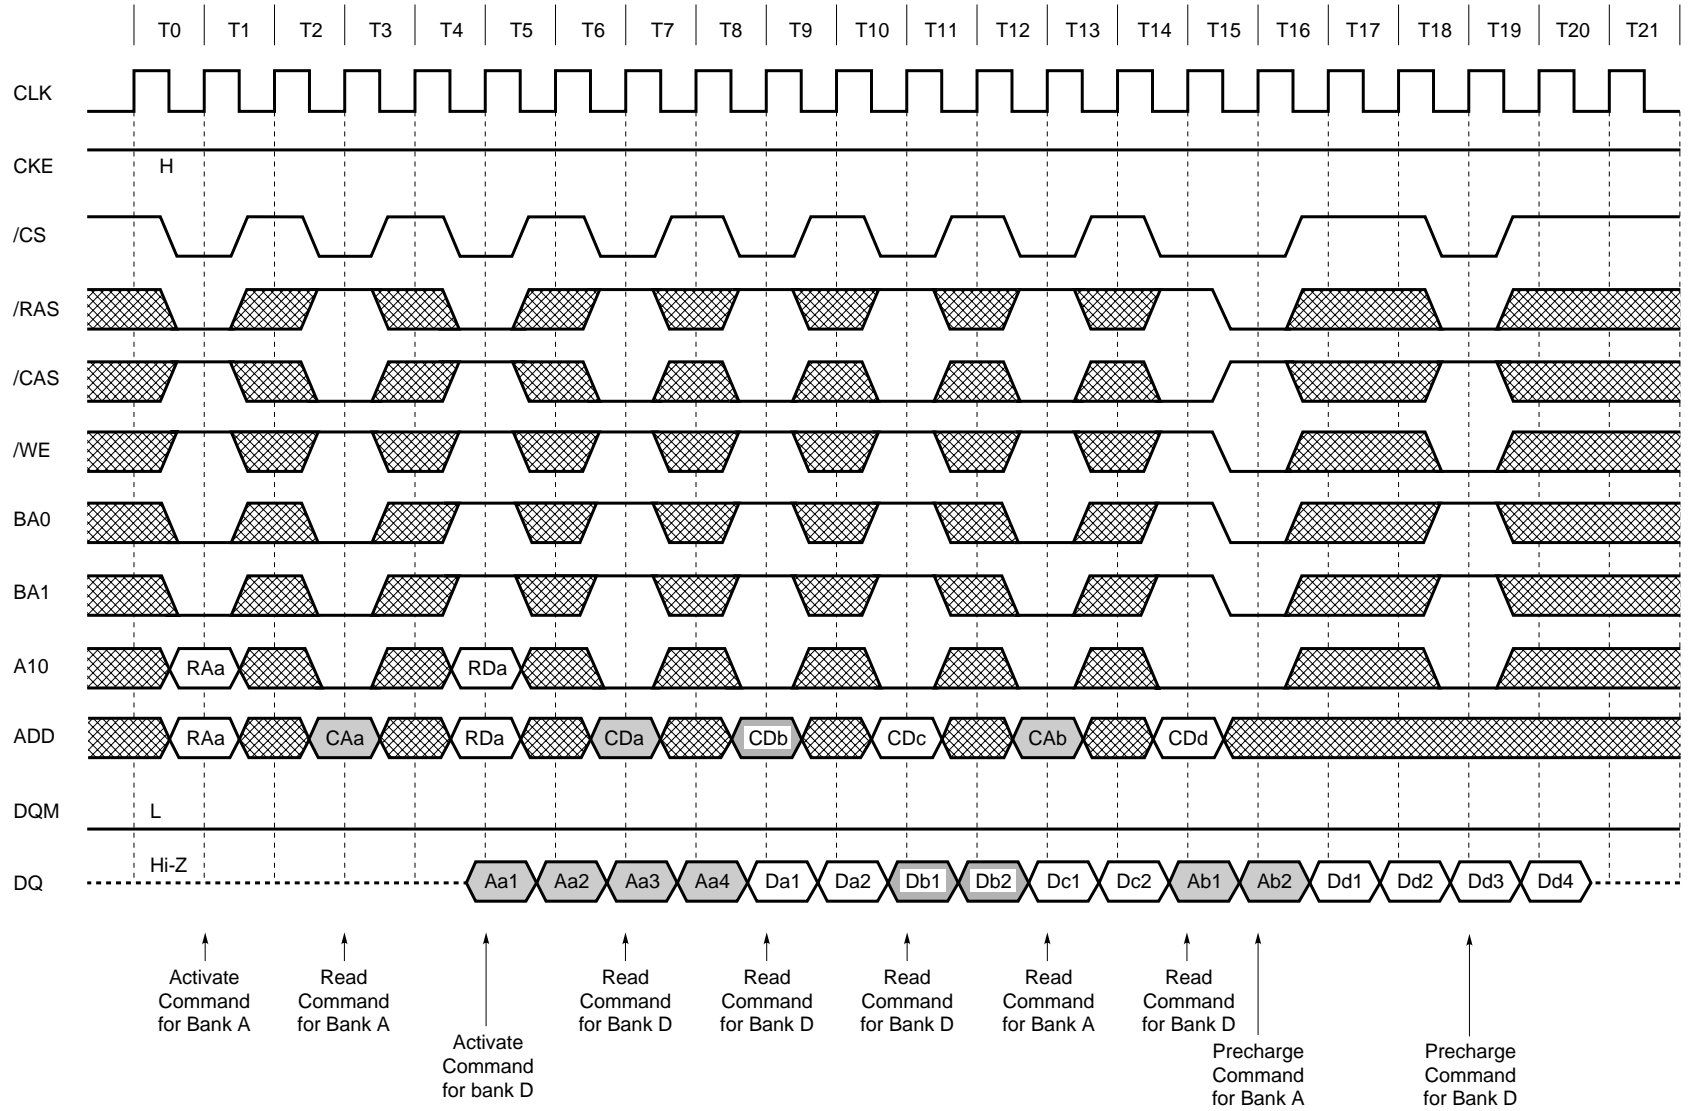 T0 T1 T2 T3 T4 T5 T6 T7 T8 T9 T10 T11 T12 T13 T14 T15 T16 T17 T18 T19 T20 T21
CLK
CKE H
/CS
/RAS
/CAS
/WE
BA0
BA1
A10 RAa RDa
ADD RAa CAa RDa CDa CDb CDc CAb CDd
DQM L
Hi-Z
DQ Aa1 Aa2 Aa3 Aa4 Da1 Da2 Db1 Db2 Dc1 Dc2 Ab1 Ab2 Dd1 Dd2 Dd3 Dd4
Activate
Command
for Bank A
Read
Command
for Bank A
Activate
Command
for bank D
Read
Command
for Bank D
Read
Command
for Bank D
Read
Command
for Bank D
Read
Command
for Bank A
Read
Command
for Bank D
Precharge
Command
for Bank A
Precharge
Command
for Bank D